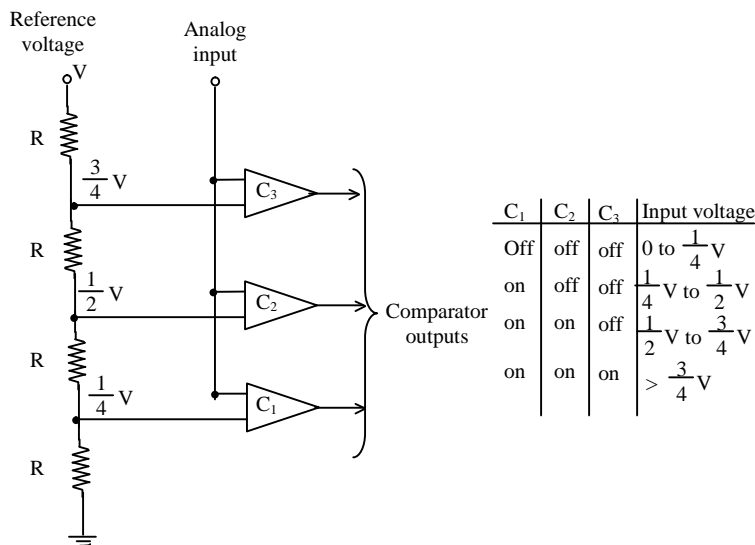 Reference
voltage
V
Analog
input
R
3/4 V
C3
R
1/2 V
C2
Comparator
outputs
R
1/4 V
C1
R
C1 C2 C3 Input voltage
Off off off 0 to 1/4 V
on off off 1/4 V to 1/2 V
on on off 1/2 V to 3/4 V
on on on > 3/4 V